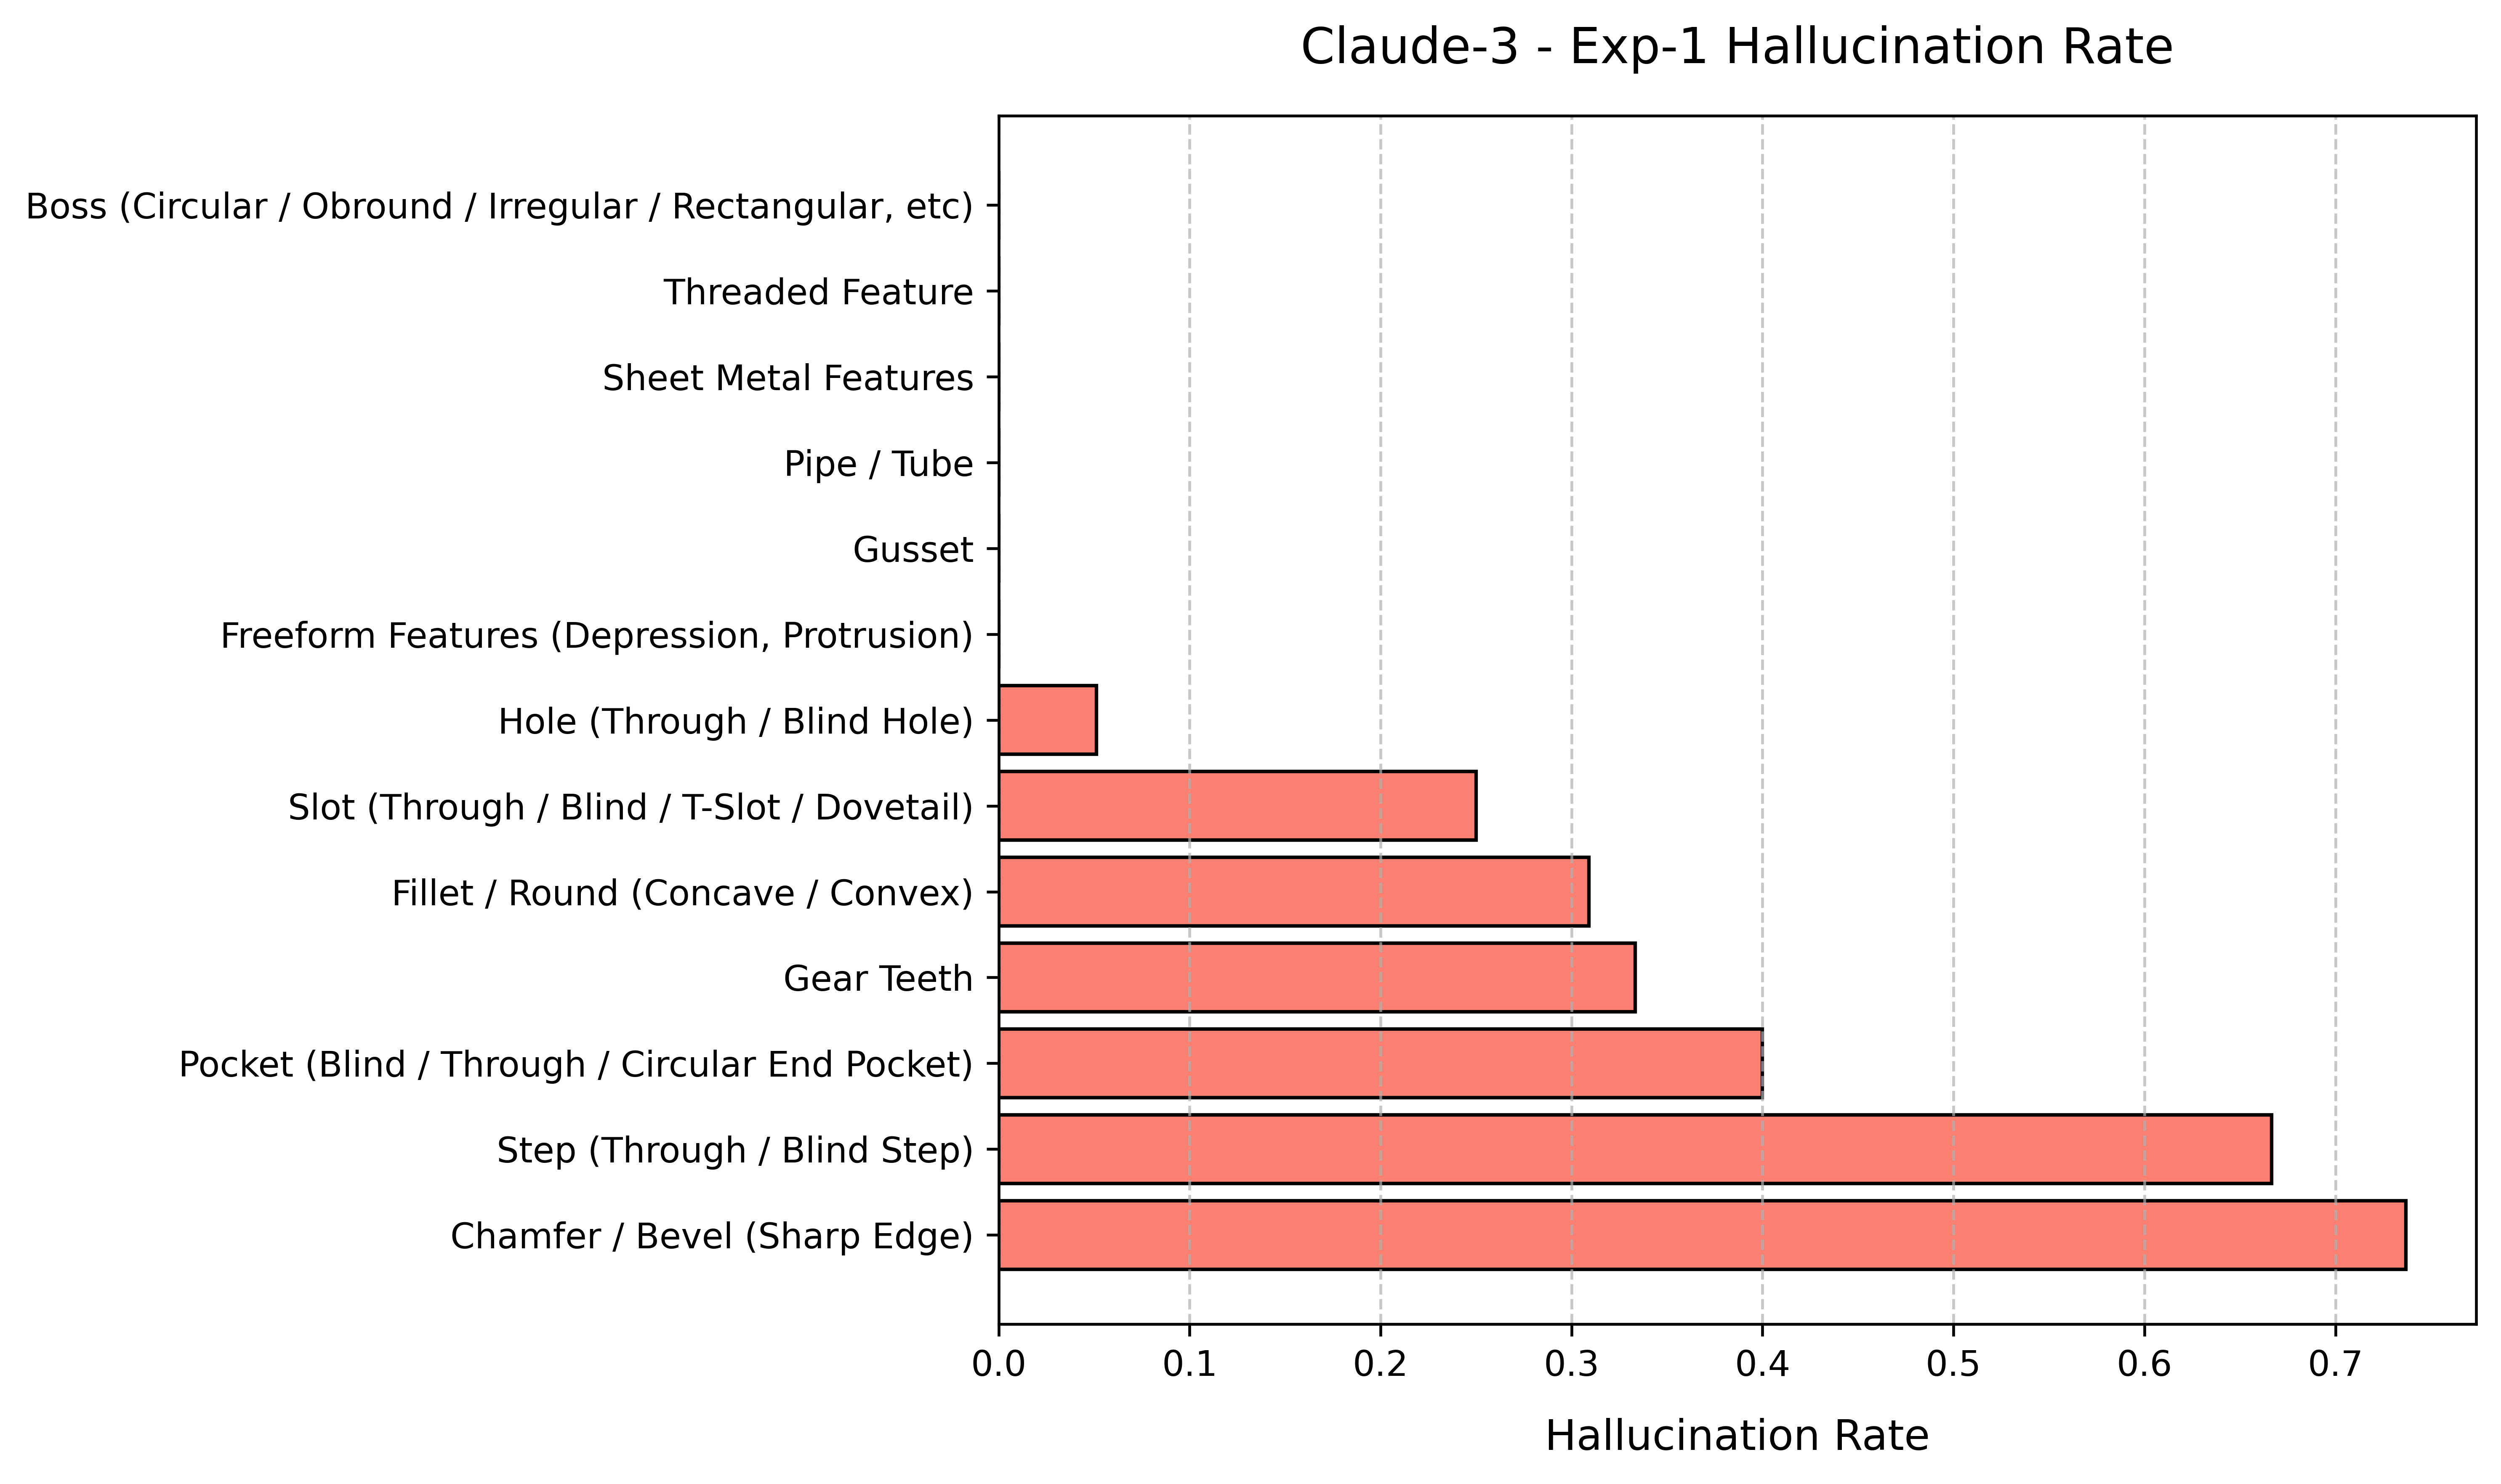 Claude-3 - Exp-1 Hallucination Rate
Boss (Circular / Obround / Irregular / Rectangular, etc)
Threaded Feature
Sheet Metal Features
Pipe / Tube
Gusset
Freeform Features (Depression, Protrusion)
Hole (Through / Blind Hole)
Slot (Through / Blind / T-Slot / Dovetail)
Fillet / Round (Concave / Convex)
Gear Teeth
Pocket (Blind / Through / Circular End Pocket)
Step (Through / Blind Step)
Chamfer / Bevel (Sharp Edge)
0.0 0.1 0.2 0.3 0.4 0.5 0.6 0.7
Hallucination Rate